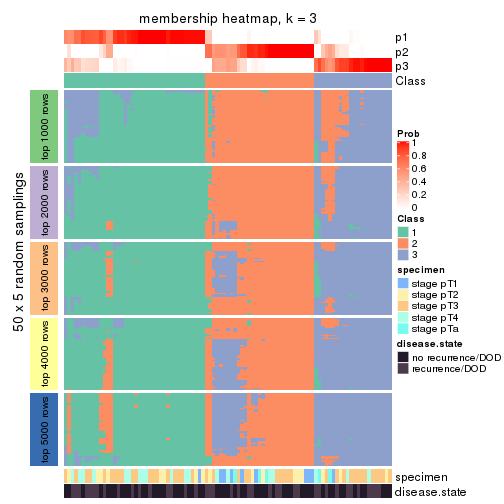 membership heatmap, k = 3
p1
p2
p3
Class
50 x 5 random samplings
top 1000 rows
top 2000 rows
top 3000 rows
top 4000 rows
top 5000 rows
specimen
disease.state
Prob
1
0.8
0.6
0.4
0.2
0
Class
1
2
3
specimen
stage pT1
stage pT2
stage pT3
stage pT4
stage pTa
disease.state
no recurrence/DOD
recurrence/DOD